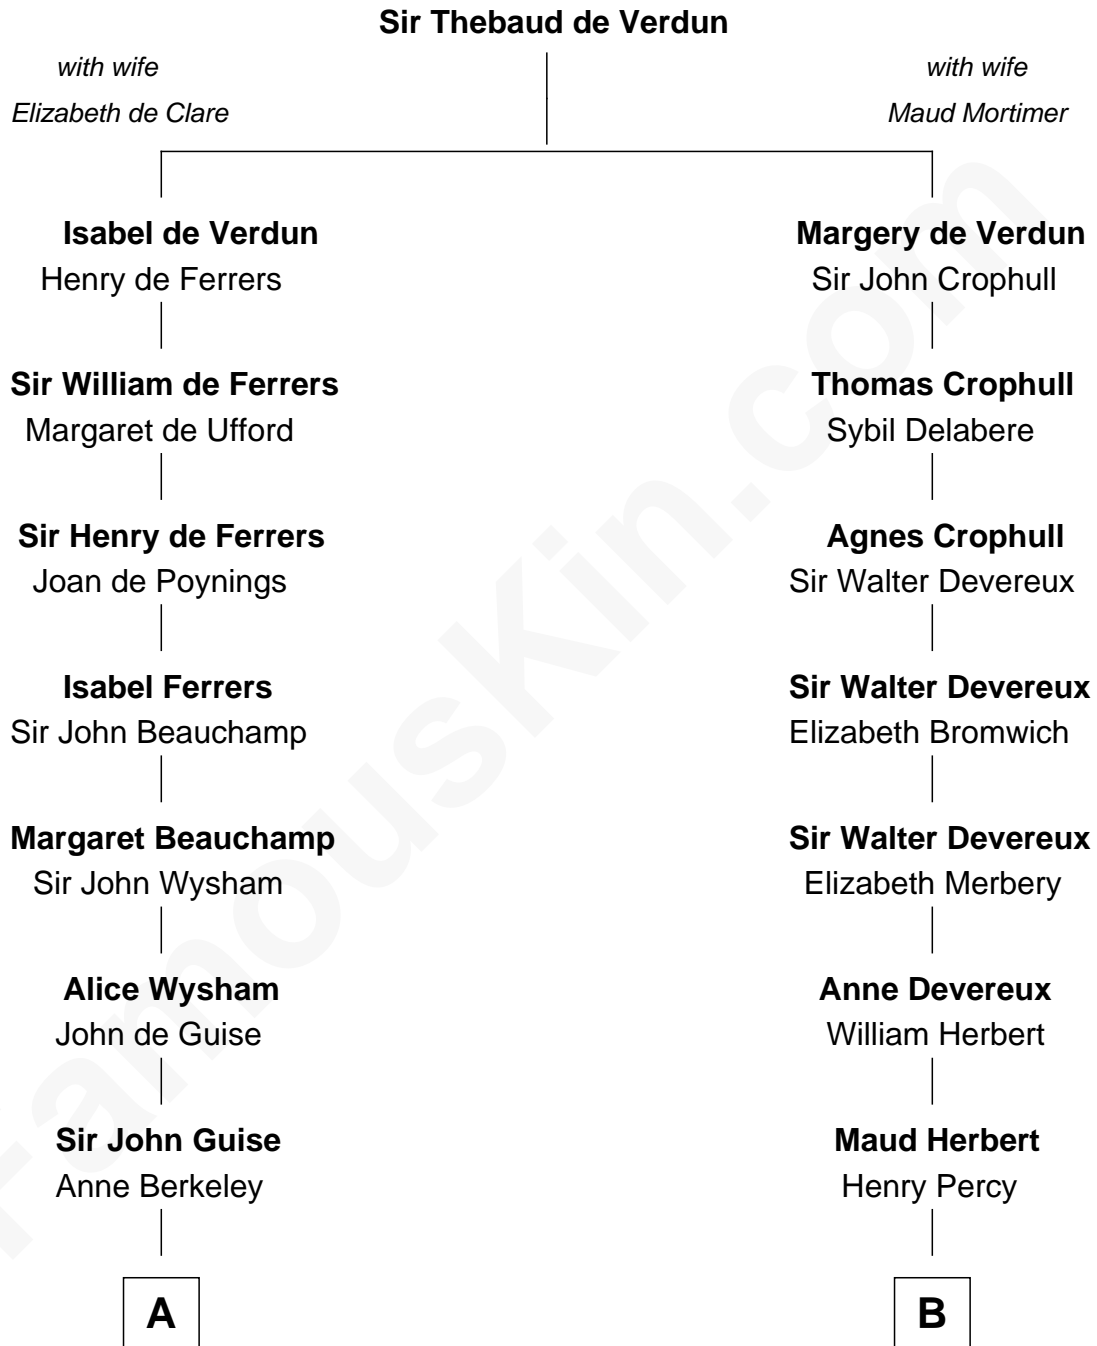 Sir Thebaud de Verdun
with wife
Elizabeth de Clare
with wife
Maud Mortimer
Isabel de Verdun
Henry de Ferrers
Margery de Verdun
Sir John Crophull
Sir William de Ferrers
Margaret de Ufford
Thomas Crophull
Sybil Delabere
Sir Henry de Ferrers
Joan de Poynings
Agnes Crophull
Sir Walter Devereux
Isabel Ferrers
Sir John Beauchamp
Sir Walter Devereux
Elizabeth Bromwich
Margaret Beauchamp
Sir John Wysham
Sir Walter Devereux
Elizabeth Merbery
Alice Wysham
John de Guise
Anne Devereux
William Herbert
Sir John Guise
Anne Berkeley
Maud Herbert
Henry Percy
A
B
FamousKin.com